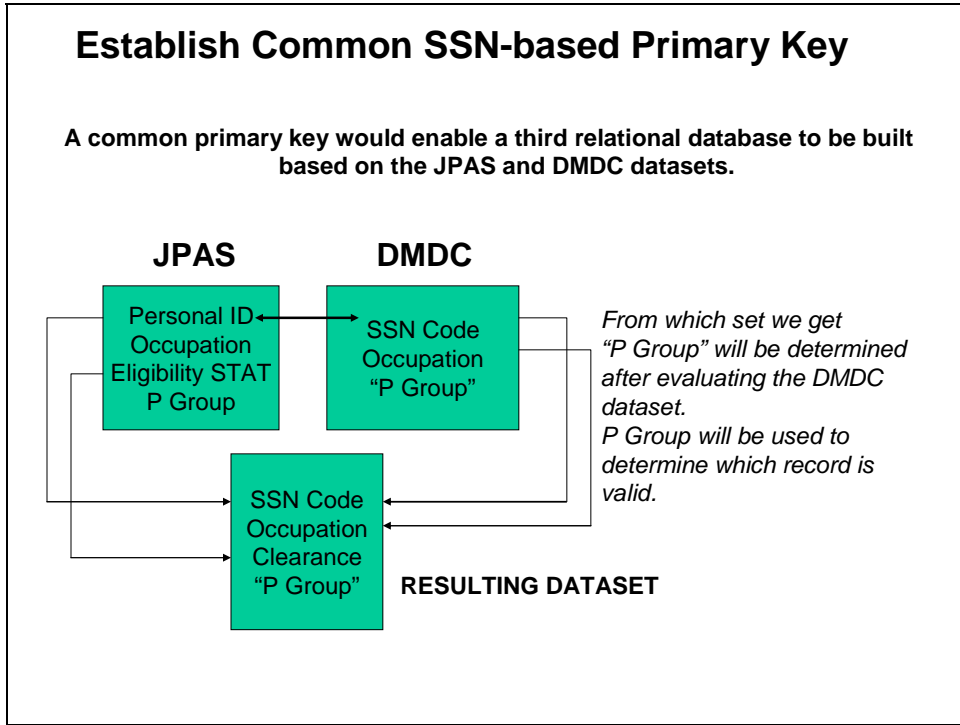 Establish Common SSN-based Primary Key
A common primary key would enable a third relational database to be built
based on the JPAS and DMDC datasets.
JPAS
DMDC
Personal ID
Occupation
Eligibility STAT
P Group
SSN Code
Occupation
“P Group”
From which set we get
“P Group” will be determined
after evaluating the DMDC
dataset.
P Group will be used to
determine which record is
valid.
SSN Code
Occupation
Clearance
“P Group”
RESULTING DATASET